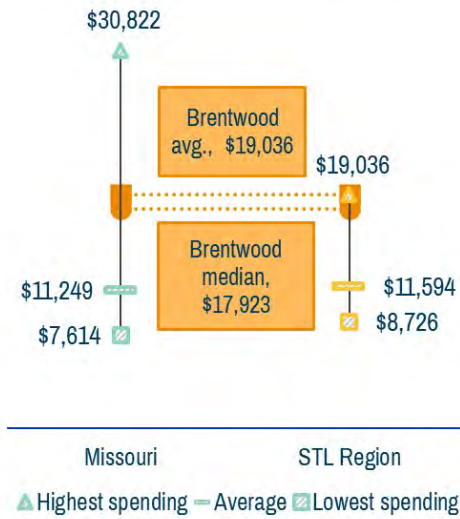 $30,822
Brentwood
avg., $19,036
$19,036
Brentwood
median,
$17,923
$11,249
$11,594
$7,614
$8,726
Missouri
STL Region
Highest spending
Average
Lowest spending